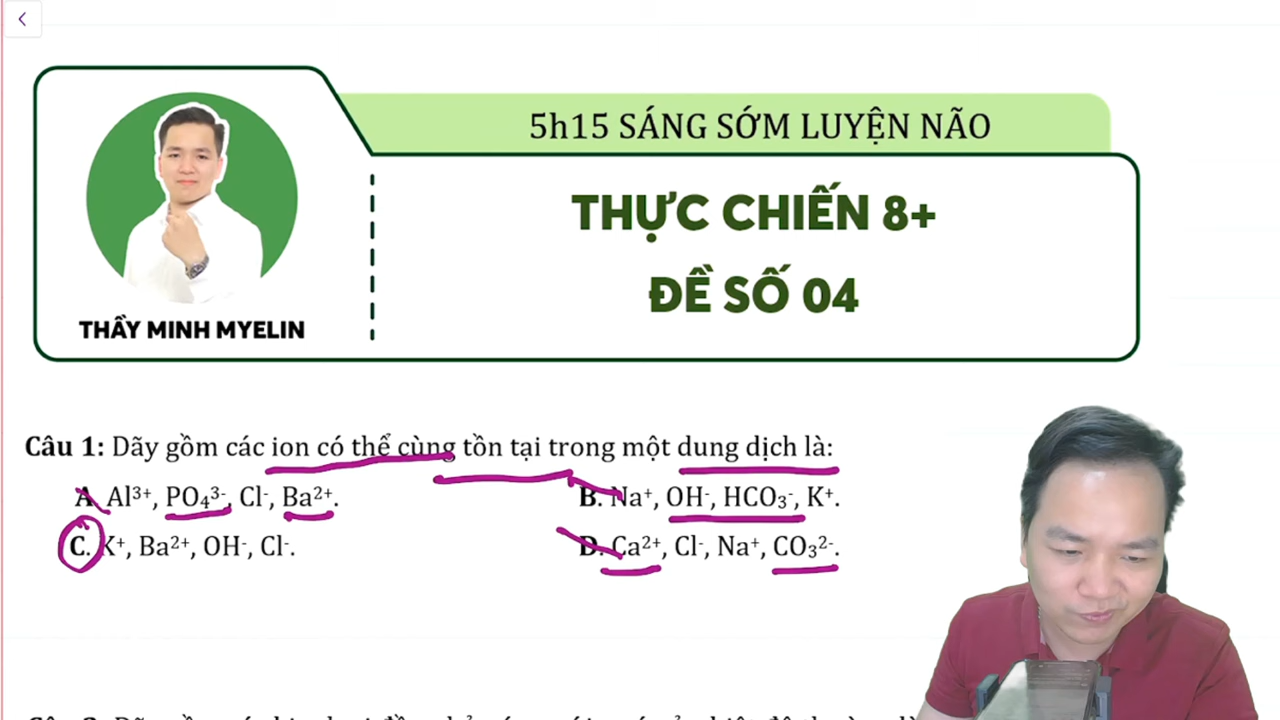 5h15 SÁNG SỚM LUYỆN NÃO
THỰC CHIẾN 8+
ĐỀ SỐ 04
THẦY MINH MYELIN
Câu 1: Dãy gồm các ion có thể cùng tồn tại trong một dung dịch là:
A. Al³⁺, PO₄³⁻, Cl⁻, Ba²⁺. B. Na⁺, OH⁻, HCO₃⁻, K⁺.
C. K⁺, Ba²⁺, OH⁻, Cl⁻. D. Ca²⁺, Cl⁻, Na⁺, CO₃²⁻.